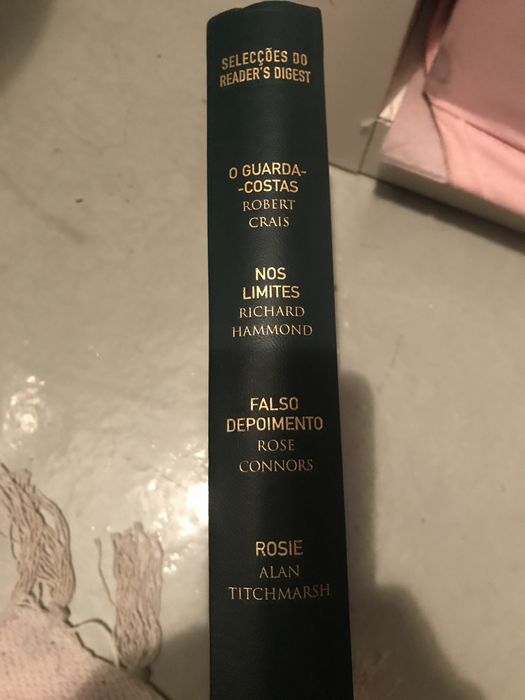 SELECÇÕES DO
READER'S DIGEST
O GUARDA-
-COSTAS
ROBERT
CRAIS
NOS
LIMITES
RICHARD
HAMMOND
FALSO
DEPOIMENTO
ROSE
CONNORS
ROSIE
ALAN
TITCHMARSH